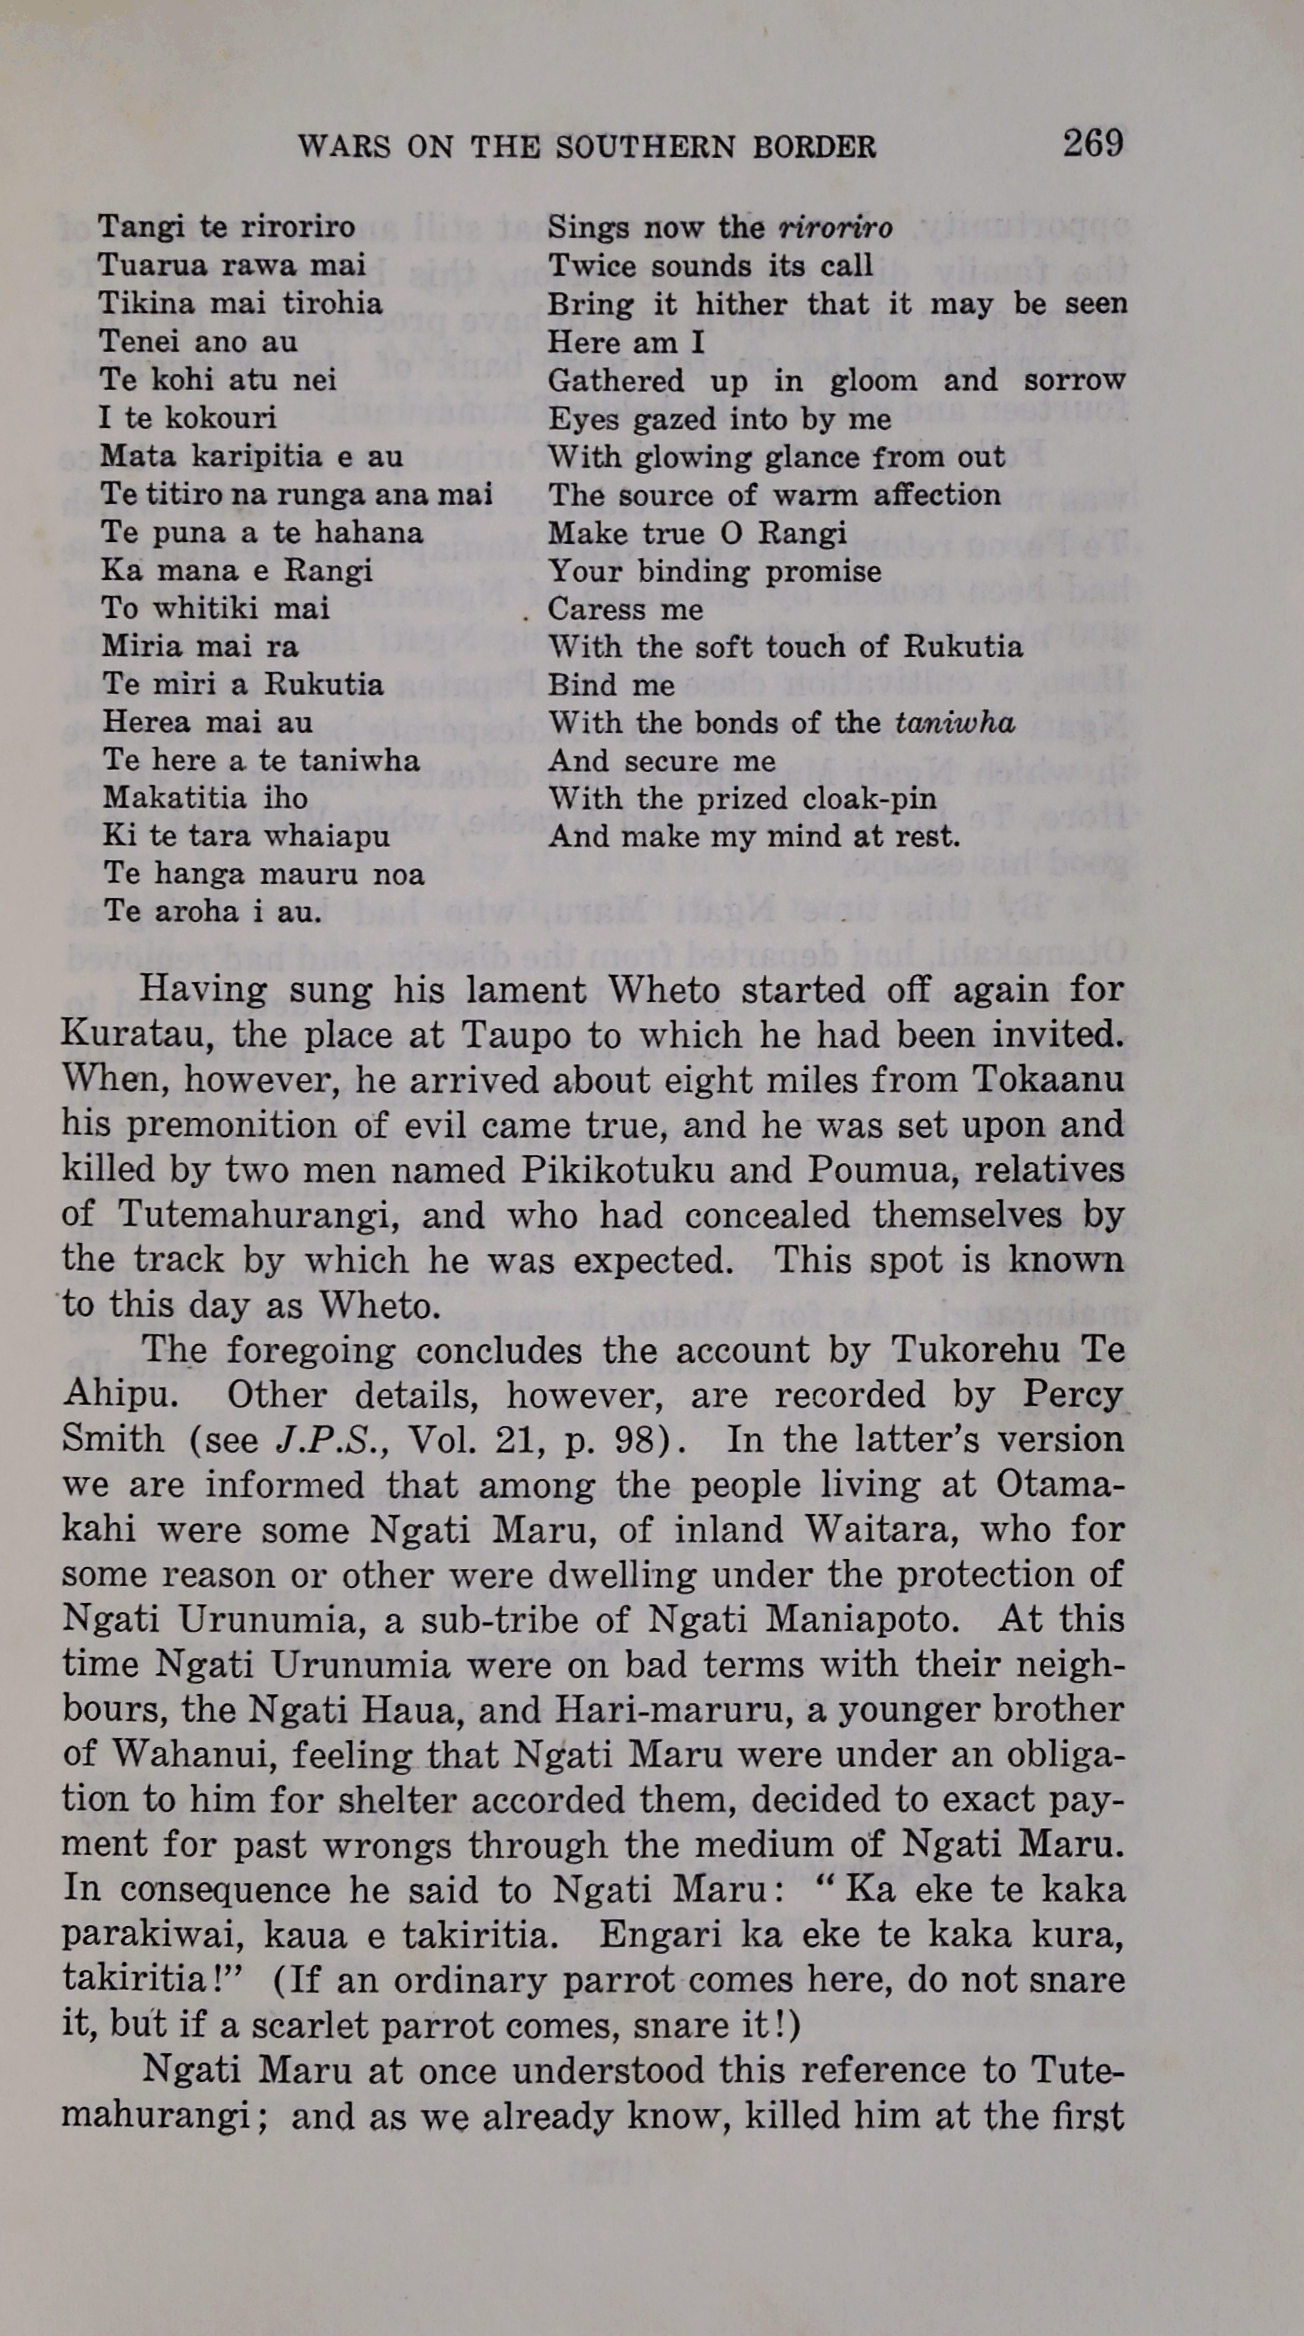 WARS ON THE SOUTHERN BORDER 269
Tangi te riroriro
Tuarua rawa mai
Tikina mai tirohia
Tenei ano au
Te kohi atu nei
I te kokouri
Mata karipitia e au
Te titiro na runga ana mai
Te puna a te hahana
Ka mana e Rangi
To whitiki mai
Miria mai ra
Te miri a Rukutia
Herea mai au
Te here a te taniwha
Makatitia iho
Ki te tara whaiapu
Te hanga mauru noa
Te aroha i au.
Sings now the riroriro
Twice sounds its call
Bring it hither that it may be seen
Here am I
Gathered up in gloom and sorrow
Eyes gazed into by me
With glowing glance from out
The source of warm affection
Make true O Rangi
Your binding promise
Caress me
With the soft touch of Rukutia
Bind me
With the bonds of the taniwha
And secure me
With the prized cloak-pin
And make my mind at rest.
Having sung his lament Wheto started off again for
Kuratau, the place at Taupo to which he had been invited.
When, however, he arrived about eight miles from Tokaanu
his premonition of evil came true, and he was set upon and
killed by two men named Pikikotuku and Poumua, relatives
of Tutemahurangi, and who had concealed themselves by
the track by which he was expected. This spot is known
to this day as Wheto.
The foregoing concludes the account by Tukorehu Te
Ahipu. Other details, however, are recorded by Percy
Smith (see J.P.S., Vol. 21, p. 98). In the latter's version
we are informed that among the people living at Otama-
kahi were some Ngati Maru, of inland Waitara, who for
some reason or other were dwelling under the protection of
Ngati Urunumia, a sub-tribe of Ngati Maniapoto. At this
time Ngati Urunumia were on bad terms with their neigh-
bours, the Ngati Haua, and Hari-maruru, a younger brother
of Wahanui, feeling that Ngati Maru were under an obliga-
tion to him for shelter accorded them, decided to exact pay-
ment for past wrongs through the medium of Ngati Maru.
In consequence he said to Ngati Maru: "Ka eke te kaka
parakiwai, kaua e takiritia. Engari ka eke te kaka kura,
takiritia!" (If an ordinary parrot comes here, do not snare
it, but if a scarlet parrot comes, snare it!)
Ngati Maru at once understood this reference to Tute-
mahurangi; and as we already know, killed him at the first